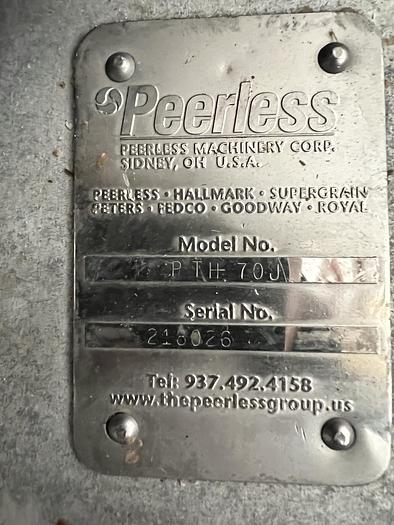 Peerless
PEERLESS MACHINERY CORP.
SIDNEY, OH U.S.A.
PEERLESS · HALLMARK · SUPERGRAIN
PETERS · FEDCO · GOODWAY · ROYAL
Model No.
PTH 70J
Serial No.
218026
Tel: 937.492.4158
www.thepeerlessgroup.us